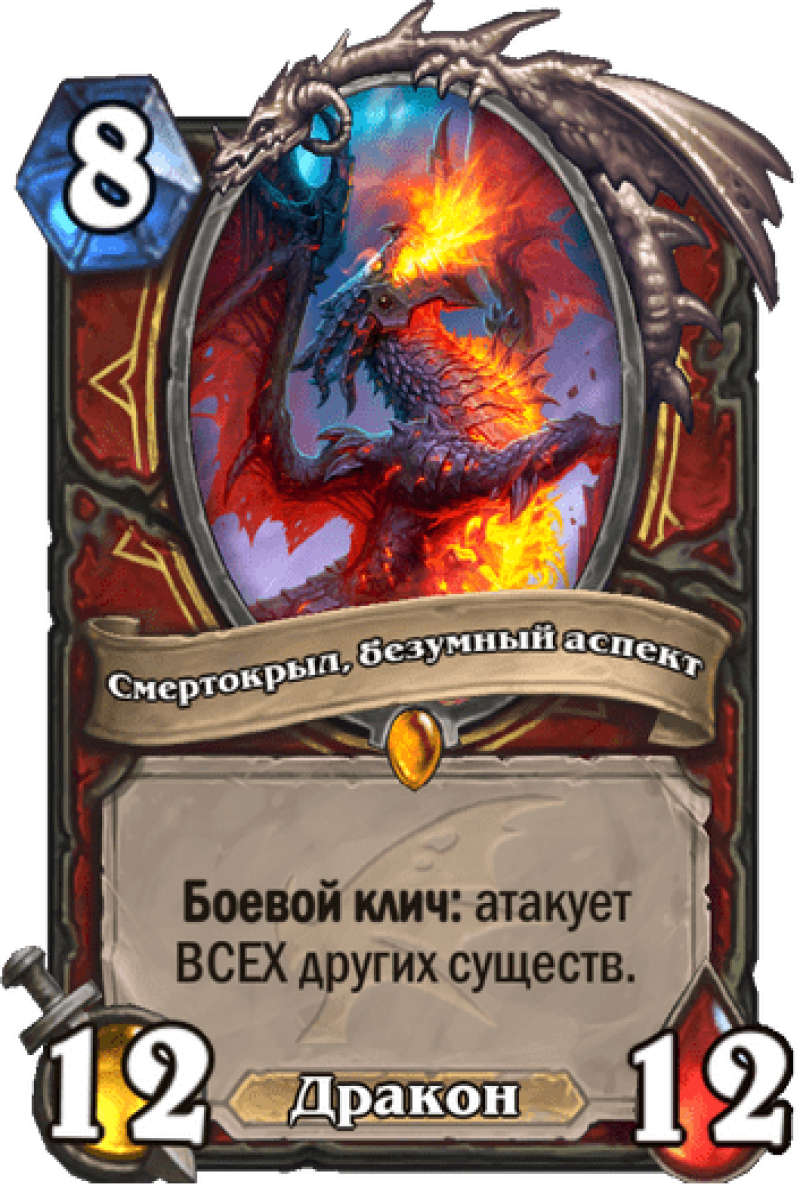 8
Смертокрыл, безумный аспект
Боевой клич: атакует
ВСЕХ других существ.
12
Дракон
12